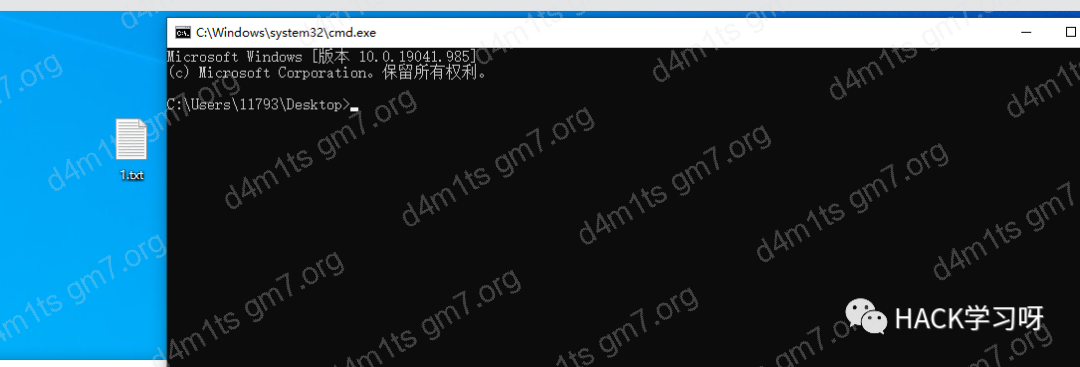 C:\Windows\system32\cmd.exe
Microsoft Windows [版本 10.0.19041.985]
(c) Microsoft Corporation。保留所有权利。
C:\Users\11793\Desktop>
1.txt
d4m1ts gm7.org
HACK学习呀